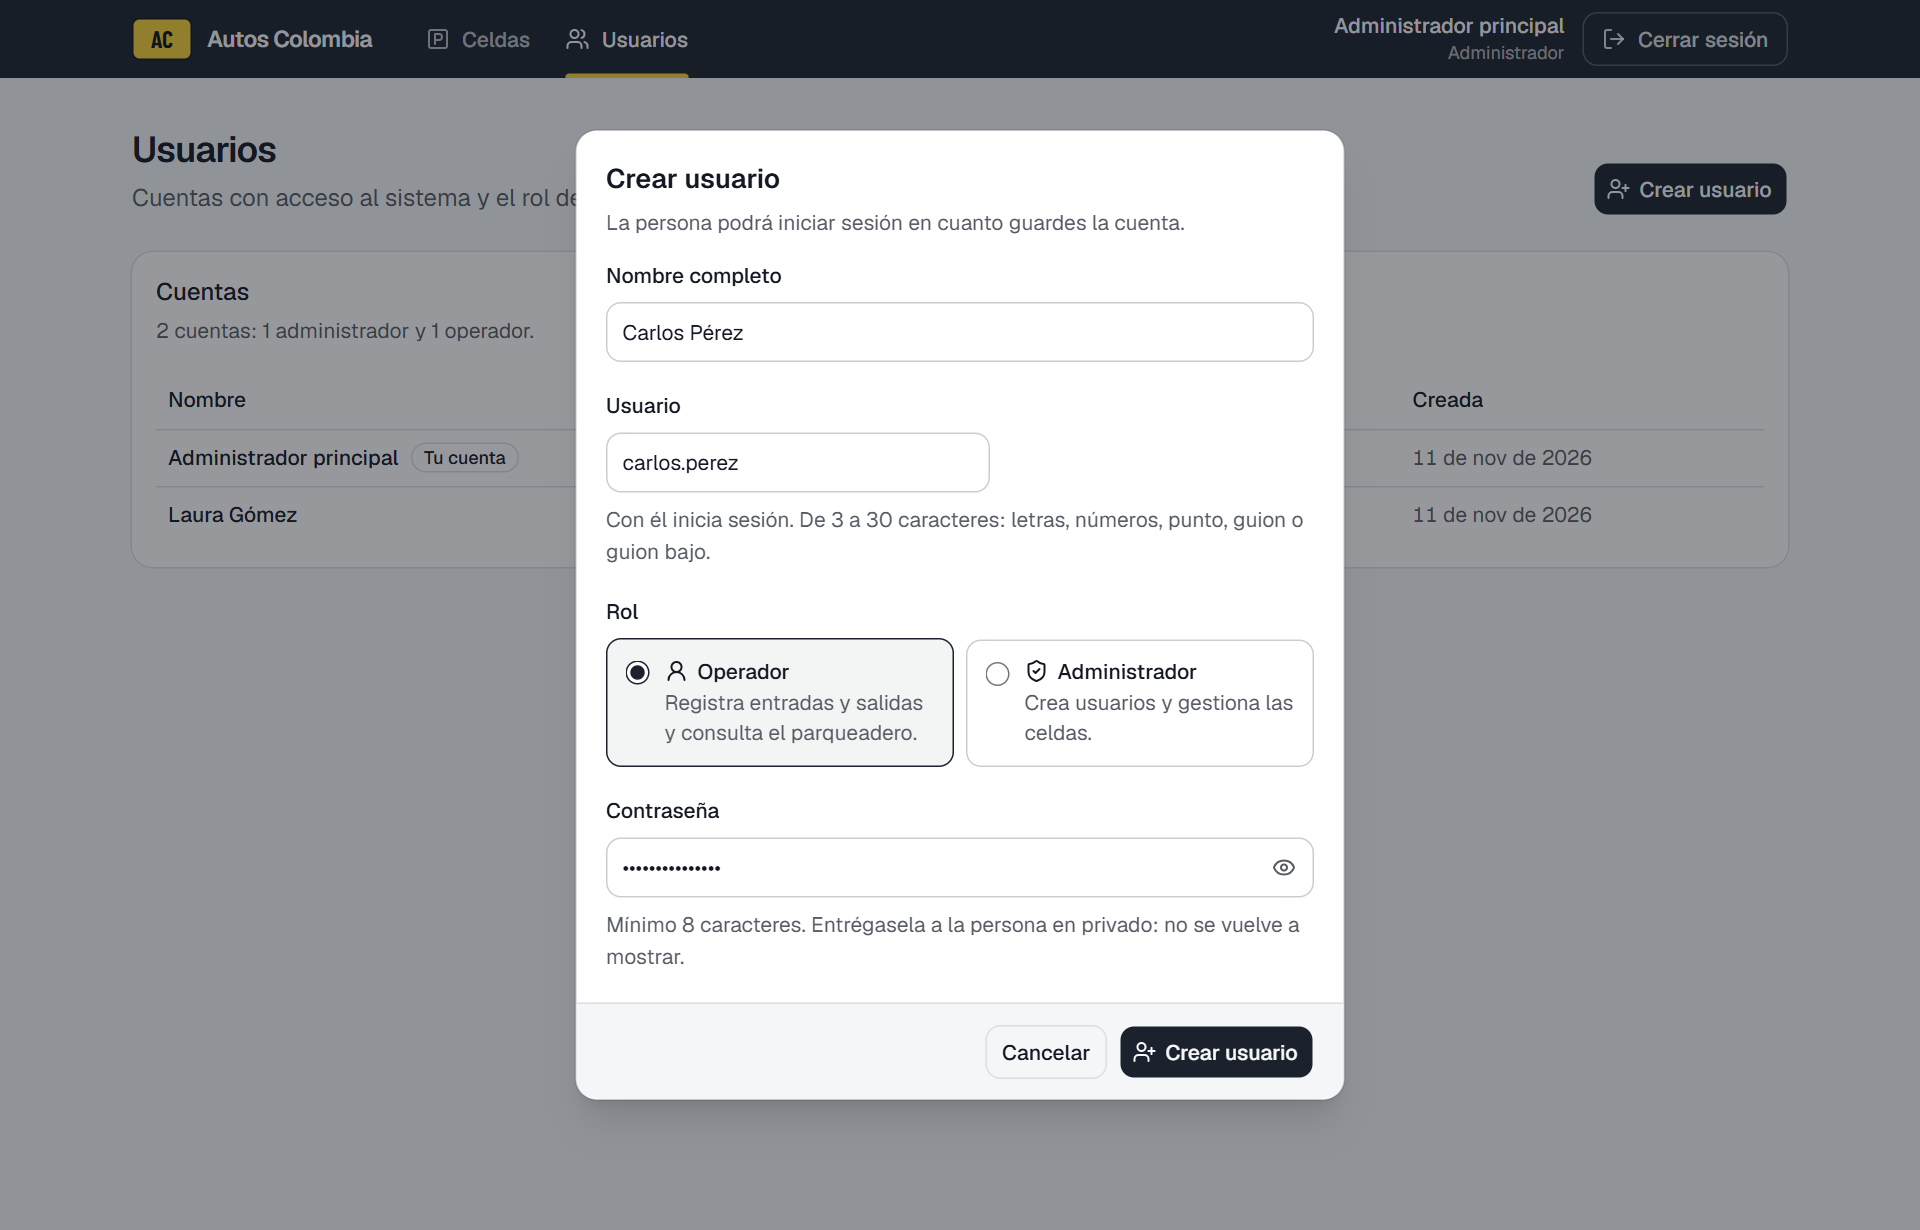 AC Autos Colombia
Celdas
Usuarios
Administrador principal
Administrador
Cerrar sesión
Usuarios
Cuentas con acceso al sistema y el rol
Crear usuario
Cuentas
2 cuentas: 1 administrador y 1 operador.
Nombre
Creada
Administrador principal
Tu cuenta
11 de nov de 2026
Laura Gómez
11 de nov de 2026
Crear usuario
La persona podrá iniciar sesión en cuanto guardes la cuenta.
Nombre completo
Carlos Pérez
Usuario
carlos.perez
Con él inicia sesión. De 3 a 30 caracteres: letras, números, punto, guion o
guion bajo.
Rol
Operador
Registra entradas y salidas
y consulta el parqueadero.
Administrador
Crea usuarios y gestiona las
celdas.
Contraseña
•••••••••••••••
Mínimo 8 caracteres. Entrégasela a la persona en privado: no se vuelve a
mostrar.
Cancelar
Crear usuario